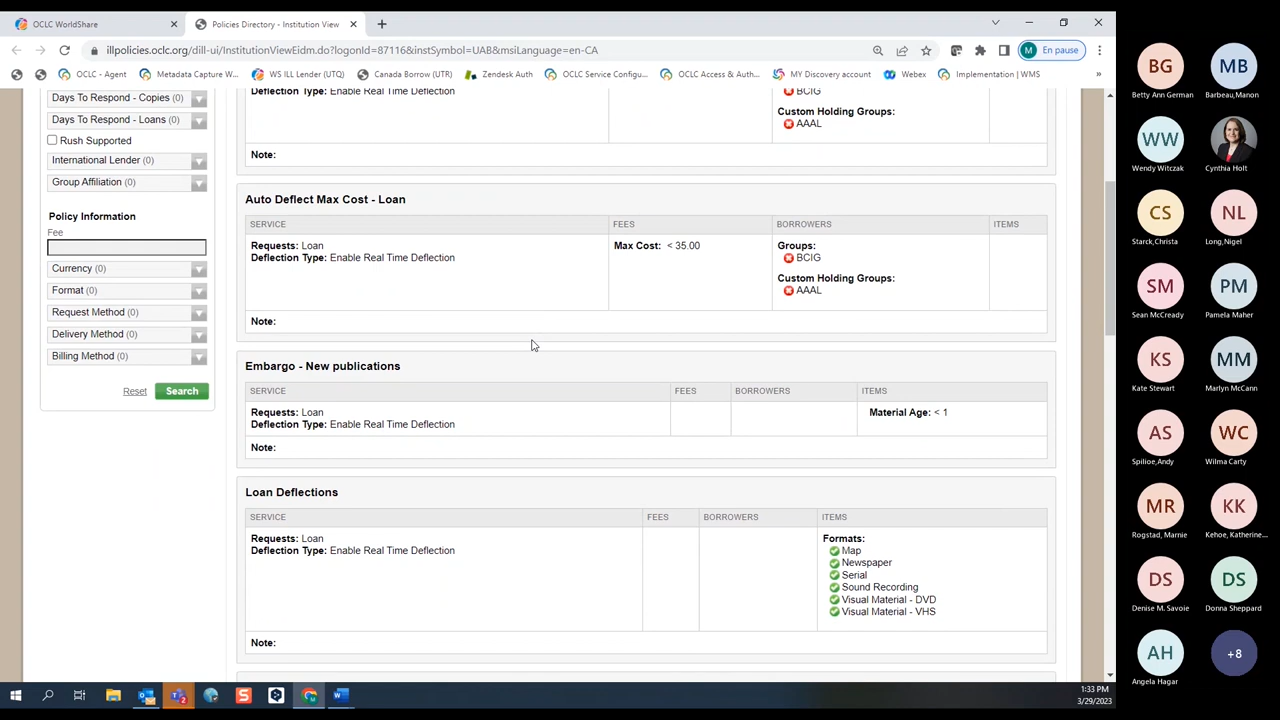 OCLC WorldShare
Policies Directory - Institution View
illpolicies.oclc.org/dill-ui/InstitutionViewEidm.do?logonId=87116&instSymbol=UAB&msiLanguage=en-CA
M
En pause
OCLC - Agent
Metadata Capture W...
WS ILL Lender (UTQ)
Canada Borrow (UTR)
Zendesk Auth
OCLC Service Configu...
OCLC Access & Auth...
MY Discovery account
Webex
Implementation | WMS
»
Days To Respond - Copies (0)
Days To Respond - Loans (0)
Rush Supported
International Lender (0)
Group Affiliation (0)
Policy Information
Fee
Currency (0)
Format (0)
Request Method (0)
Delivery Method (0)
Billing Method (0)
Reset
Search
Deflection Type: Enable Real Time Deflection
BCIG
Custom Holding Groups:
AAAL
Note:
Auto Deflect Max Cost - Loan
SERVICE
FEES
BORROWERS
ITEMS
Requests: Loan
Deflection Type: Enable Real Time Deflection
Max Cost: < 35.00
Groups:
BCIG
Custom Holding Groups:
AAAL
Note:
Embargo - New publications
SERVICE
FEES
BORROWERS
ITEMS
Requests: Loan
Deflection Type: Enable Real Time Deflection
Material Age: < 1
Note:
Loan Deflections
SERVICE
FEES
BORROWERS
ITEMS
Requests: Loan
Deflection Type: Enable Real Time Deflection
Formats:
Map
Newspaper
Serial
Sound Recording
Visual Material - DVD
Visual Material - VHS
Note:
1:33 PM
3/29/2023
BG
Betty Ann German
MB
Barbeau,Manon
WW
Wendy Witczak
Cynthia Holt
CS
Starck,Christa
NL
Long,Nigel
SM
Sean McCready
PM
Pamela Maher
KS
Kate Stewart
MM
Marlyn McCann
AS
Spilioe,Andy
WC
Wilma Carty
MR
Rogstad, Marnie
KK
Kehoe, Katherine...
DS
Denise M. Savoie
DS
Donna Sheppard
AH
Angela Hagar
+8